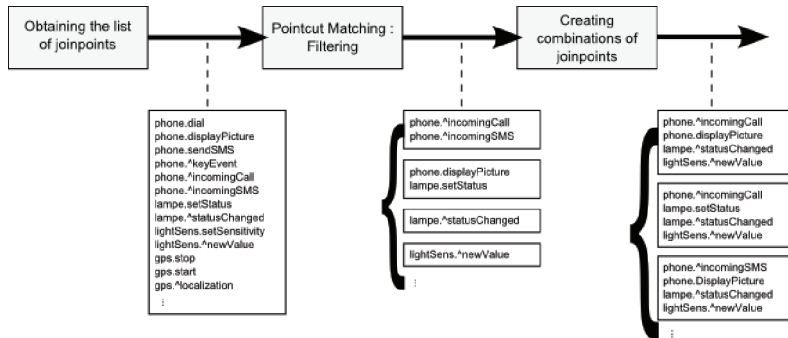 Obtaining the list
of joinpoints
Pointcut Matching :
Filtering
Creating
combinations of
joinpoints
phone.dial
phone.displayPicture
phone.sendSMS
phone.^keyEvent
phone.^incomingCall
phone.^incomingSMS
lampe.setStatus
lampe.^statusChanged
lightSens.setSensitivity
lightSens.^newValue
gps.stop
gps.start
gps.^localization
⋮
phone.^incomingCall
phone.^incomingSMS
phone.displayPicture
lampe.setStatus
lampe.^statusChanged
lightSens.^newValue
⋮
phone.^incomingCall
phone.displayPicture
lampe.^statusChanged
lightSens.^newValue
phone.^incomingCall
lampe.setStatus
lampe.^statusChanged
lightSens.^newValue
phone.^incomingSMS
phone.DisplayPicture
lampe.^statusChanged
lightSens.^newValue
⋮